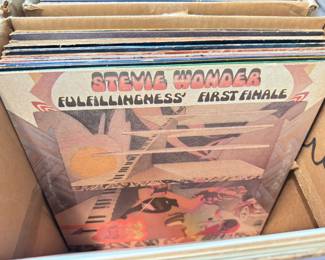 STEVIE WONDER
FULFILLINGNESS' FIRST FINALE